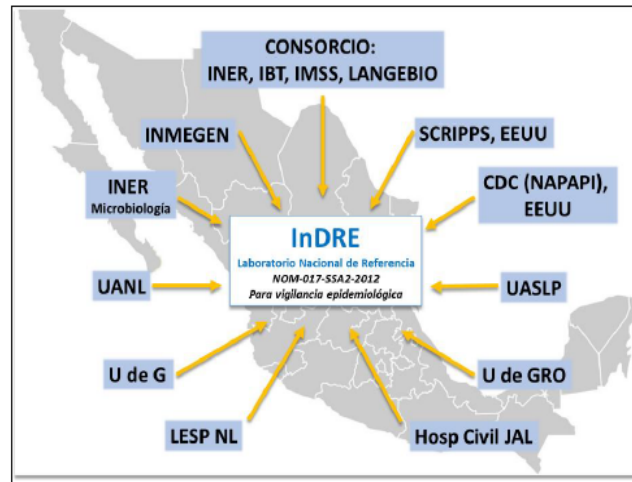 CONSORCIO:
INER, IBT, IMSS, LANGEBIO
INMEGEN
SCRIPPS, EEUU
INER
Microbiología
CDC (NAPAPI),
EEUU
InDRE
Laboratorio Nacional de Referencia
NOM-017-SSA2-2012
Para vigilancia epidemiológica
UANL
UASLP
U de G
U de GRO
LESP NL
Hosp Civil JAL